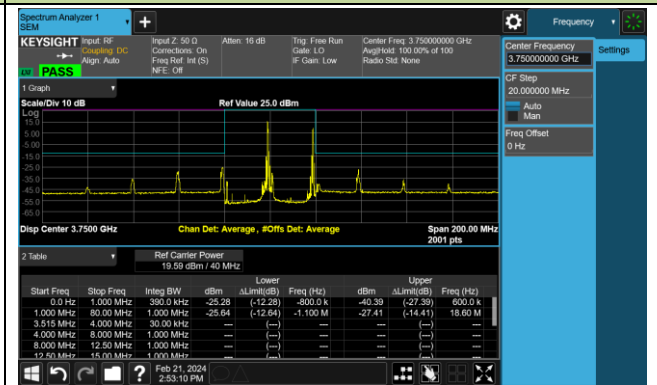 Spectrum Analyzer 1
SEM
Frequency
KEYSIGHT
Input: RF
Coupling: DC
Align: Auto
Input Z: 50 Ω
Corrections: On
Freq Ref: Int (S)
NFE: Off
Atten: 16 dB
Trig: Free Run
Gate: LO
IF Gain: Low
Center Freq: 3.750000000 GHz
Avg|Hold: 100.00% of 100
Radio Std: None
PASS
Center Frequency
3.750000000 GHz
Settings
CF Step
20.000000 MHz
Auto
Man
Freq Offset
0 Hz
1 Graph
Scale/Div 10 dB
Ref Value 25.0 dBm
Log
15.0
5.00
-5.00
-15.0
-25.0
-35.0
-45.0
-55.0
-65.0
Disp Center 3.7500 GHz
Chan Det: Average , #Offs Det: Average
Span 200.00 MHz
2001 pts
2 Table
Ref Carrier Power
19.59 dBm / 40 MHz
Lower Upper
Start Freq Stop Freq Integ BW dBm ΔLimit(dB) Freq (Hz) dBm ΔLimit(dB) Freq (Hz)
0.0 Hz 1.000 MHz 390.0 kHz -25.28 (-12.28) -800.0 k -40.39 (-27.39) 600.0 k
1.000 MHz 80.00 MHz 1.000 MHz -25.64 (-12.64) -1.100 M -27.41 (-14.41) 18.60 M
3.515 MHz 4.000 MHz 30.00 kHz --- (---) --- --- (---) ---
4.000 MHz 8.000 MHz 1.000 MHz --- (---) --- --- (---) ---
8.000 MHz 12.50 MHz 1.000 MHz --- (---) --- --- (---) ---
12.50 MHz 15.00 MHz 1.000 MHz --- (---) --- --- (---) ---
Feb 21, 2024
2:53:10 PM